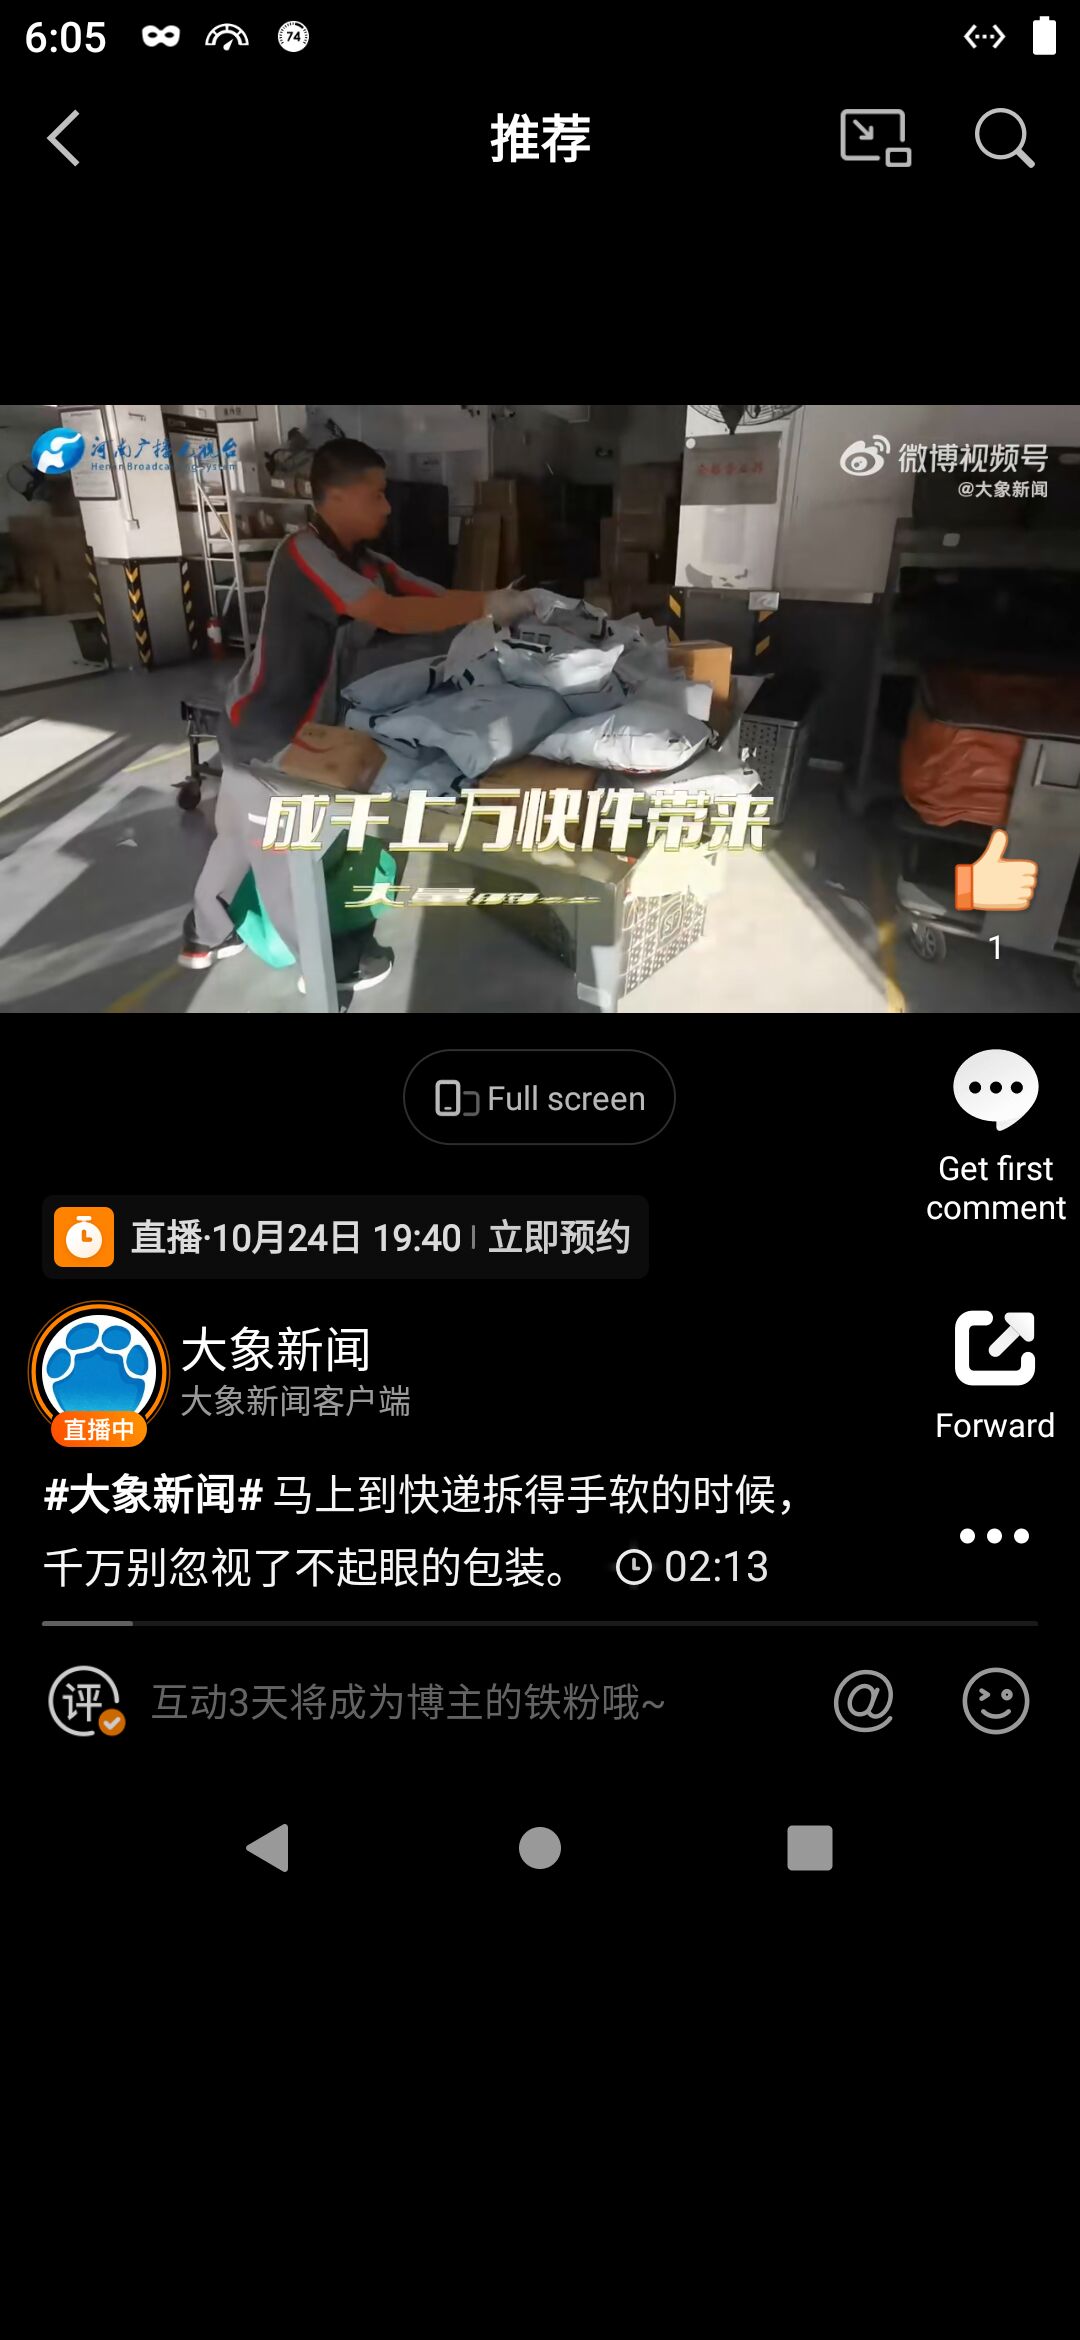 6:05
74
推荐
河南广播电视台
Henan Broadcasting System
微博视频号
@大象新闻
成千上万快件带来
1
Full screen
Get first
comment
直播·10月24日 19:40 | 立即预约
大象新闻
大象新闻客户端
直播中
Forward
#大象新闻# 马上到快递拆得手软的时候，
千万别忽视了不起眼的包装。 02:13
评
互动3天将成为博主的铁粉哦~